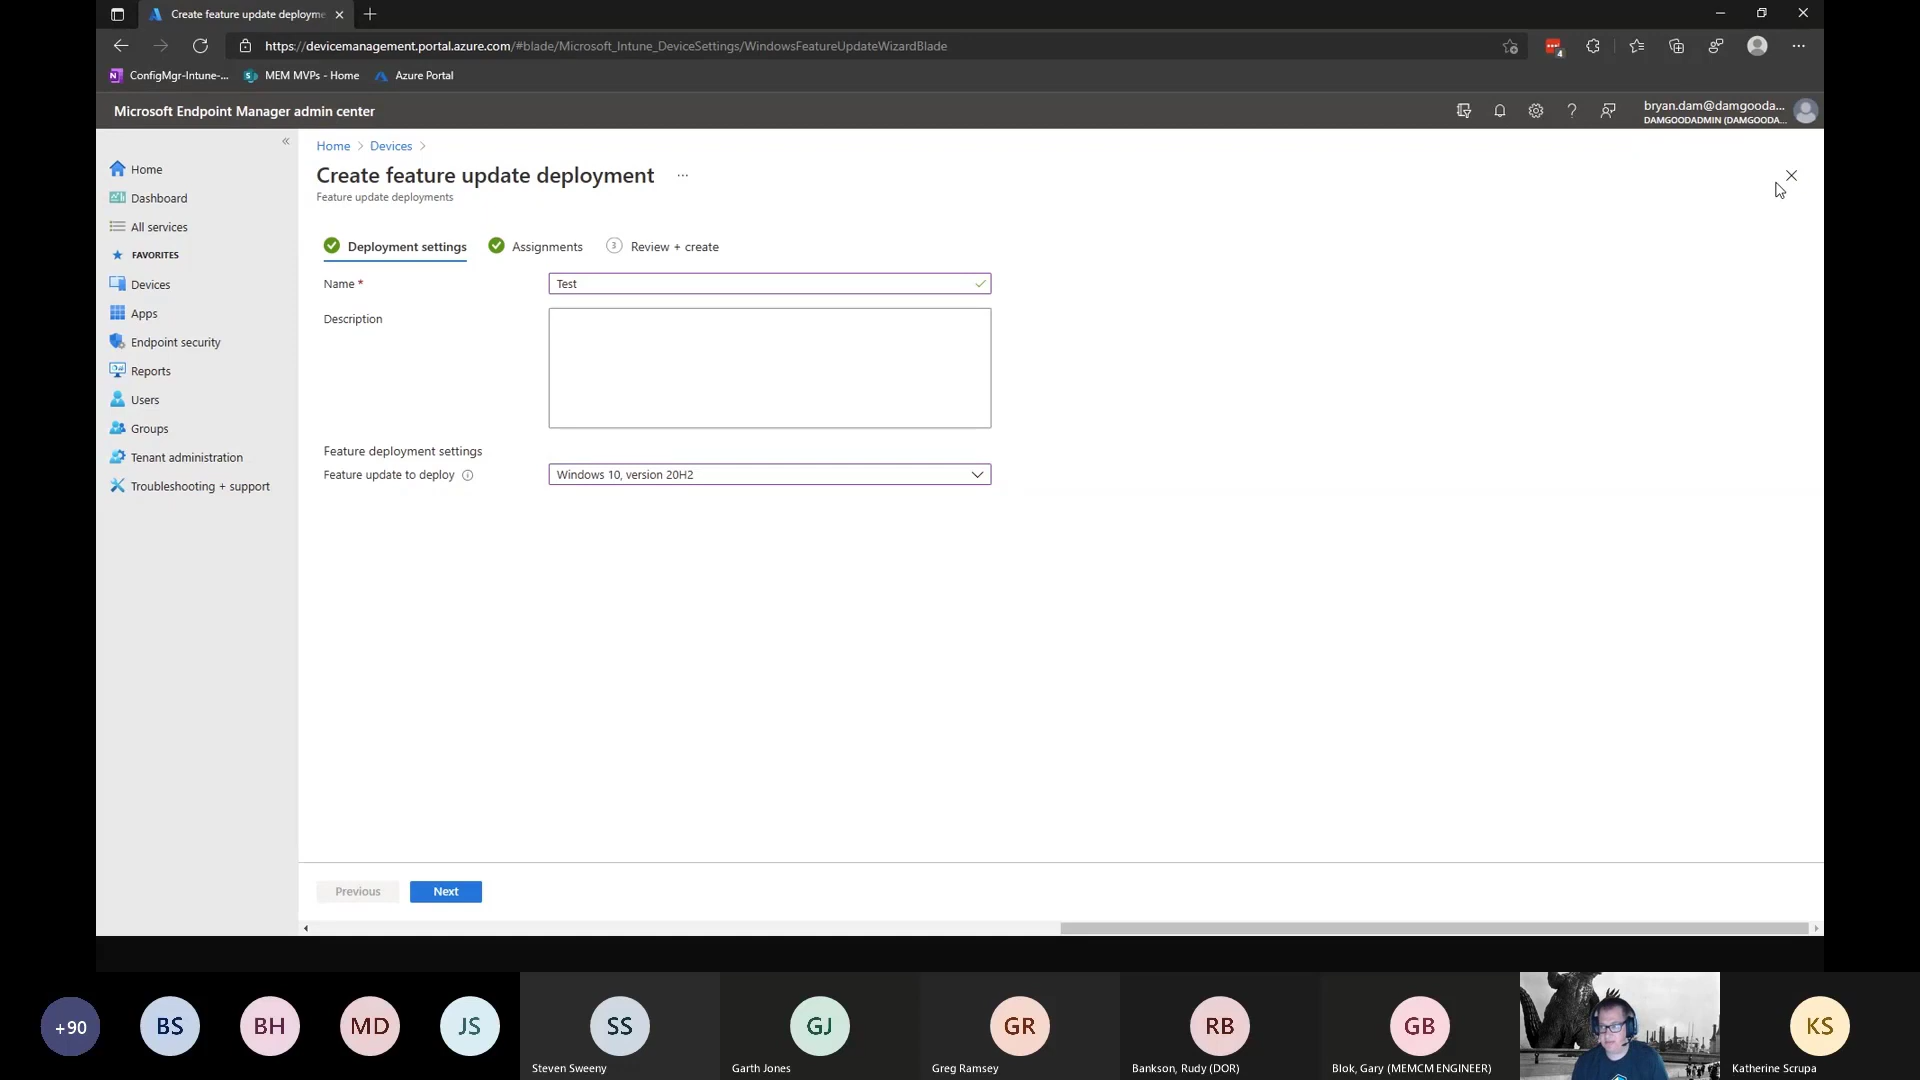 Create feature update deployme
https://devicemanagement.portal.azure.com/#blade/Microsoft_Intune_DeviceSettings/WindowsFeatureUpdateWizardBlade
4
ConfigMgr-Intune-...
MEM MVPs - Home
Azure Portal
Microsoft Endpoint Manager admin center
bryan.dam@damgooda...
DAMGOODADMIN (DAMGOODA...
Home
Dashboard
All services
FAVORITES
Devices
Apps
Endpoint security
Reports
Users
Groups
Tenant administration
Troubleshooting + support
Home > Devices >
Create feature update deployment ...
Feature update deployments
Deployment settings
Assignments
3 Review + create
Name *
Test
Description
Feature deployment settings
Feature update to deploy
Windows 10, version 20H2
Previous
Next
+90
BS
BH
MD
JS
SS
Steven Sweeny
GJ
Garth Jones
GR
Greg Ramsey
RB
Bankson, Rudy (DOR)
GB
Blok, Gary (MEMCM ENGINEER)
KS
Katherine Scrupa